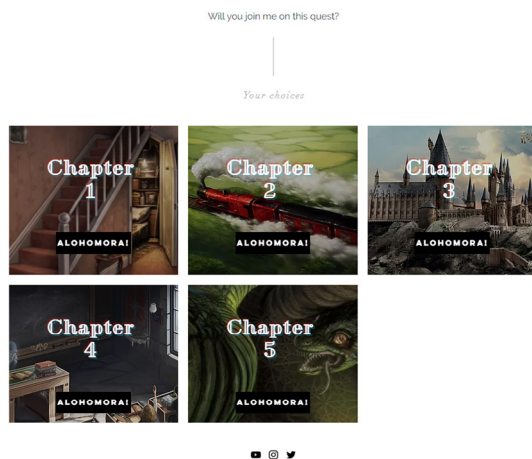 Will you join me on this quest?
Your choices
Chapter
1
ALOHOMORA!
Chapter
2
ALOHOMORA!
Chapter
3
ALOHOMORA!
Chapter
4
ALOHOMORA!
Chapter
5
ALOHOMORA!